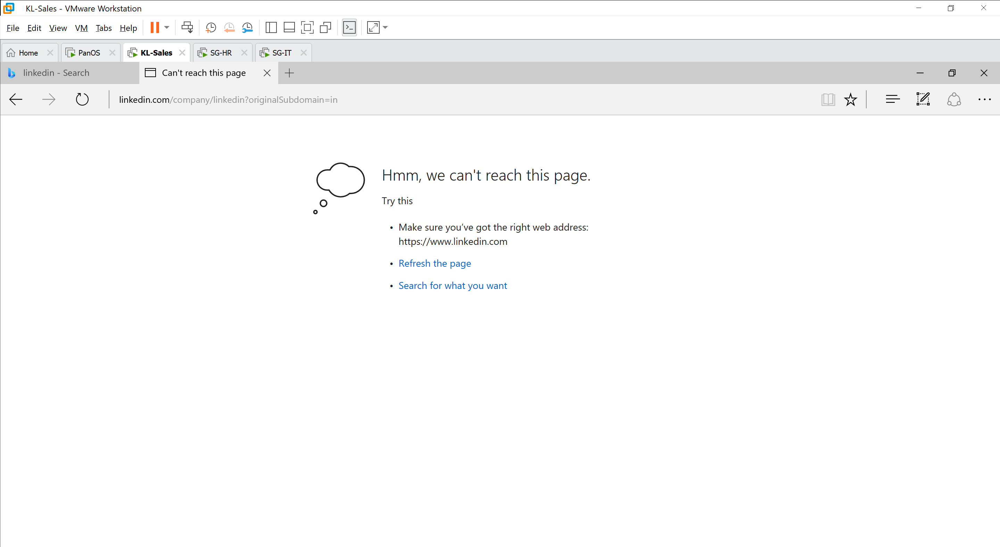 KL-Sales - VMware Workstation
File Edit View VM Tabs Help
Home PanOS KL-Sales SG-HR SG-IT
linkedin - Search Can't reach this page
linkedin.com/company/linkedin?originalSubdomain=in
Hmm, we can't reach this page.
Try this
• Make sure you’ve got the right web address:
https://www.linkedin.com
• Refresh the page
• Search for what you want